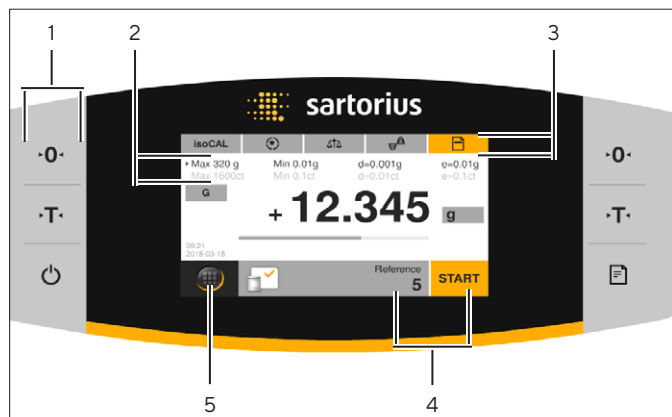 1
2
3
sartorius
isoCAL
▸Max 320 g Min 0.01g d=0.001g e=0.01g
Max 1600ct Min 0.1ct d=0.01ct e=0.1ct
G
+ 12.345 g
09:21
2018-03-15
Reference
5
START
▸0◂
▸T◂
▸0◂
▸T◂
5
4